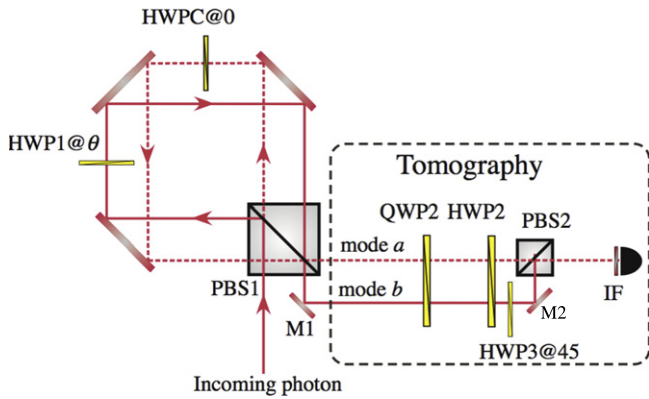 HWPC@0
HWP1@θ
Tomography
QWP2 HWP2
PBS2
mode a
PBS1
mode b
IF
M1
M2
HWP3@45
Incoming photon